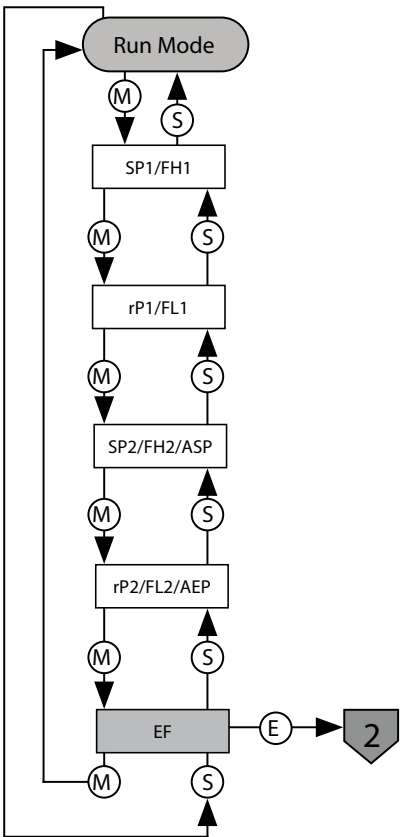 Run Mode
M
S
SP1/FH1
M S
rP1/FL1
M S
SP2/FH2/ASP
M S
rP2/FL2/AEP
M S
EF E 2
M S